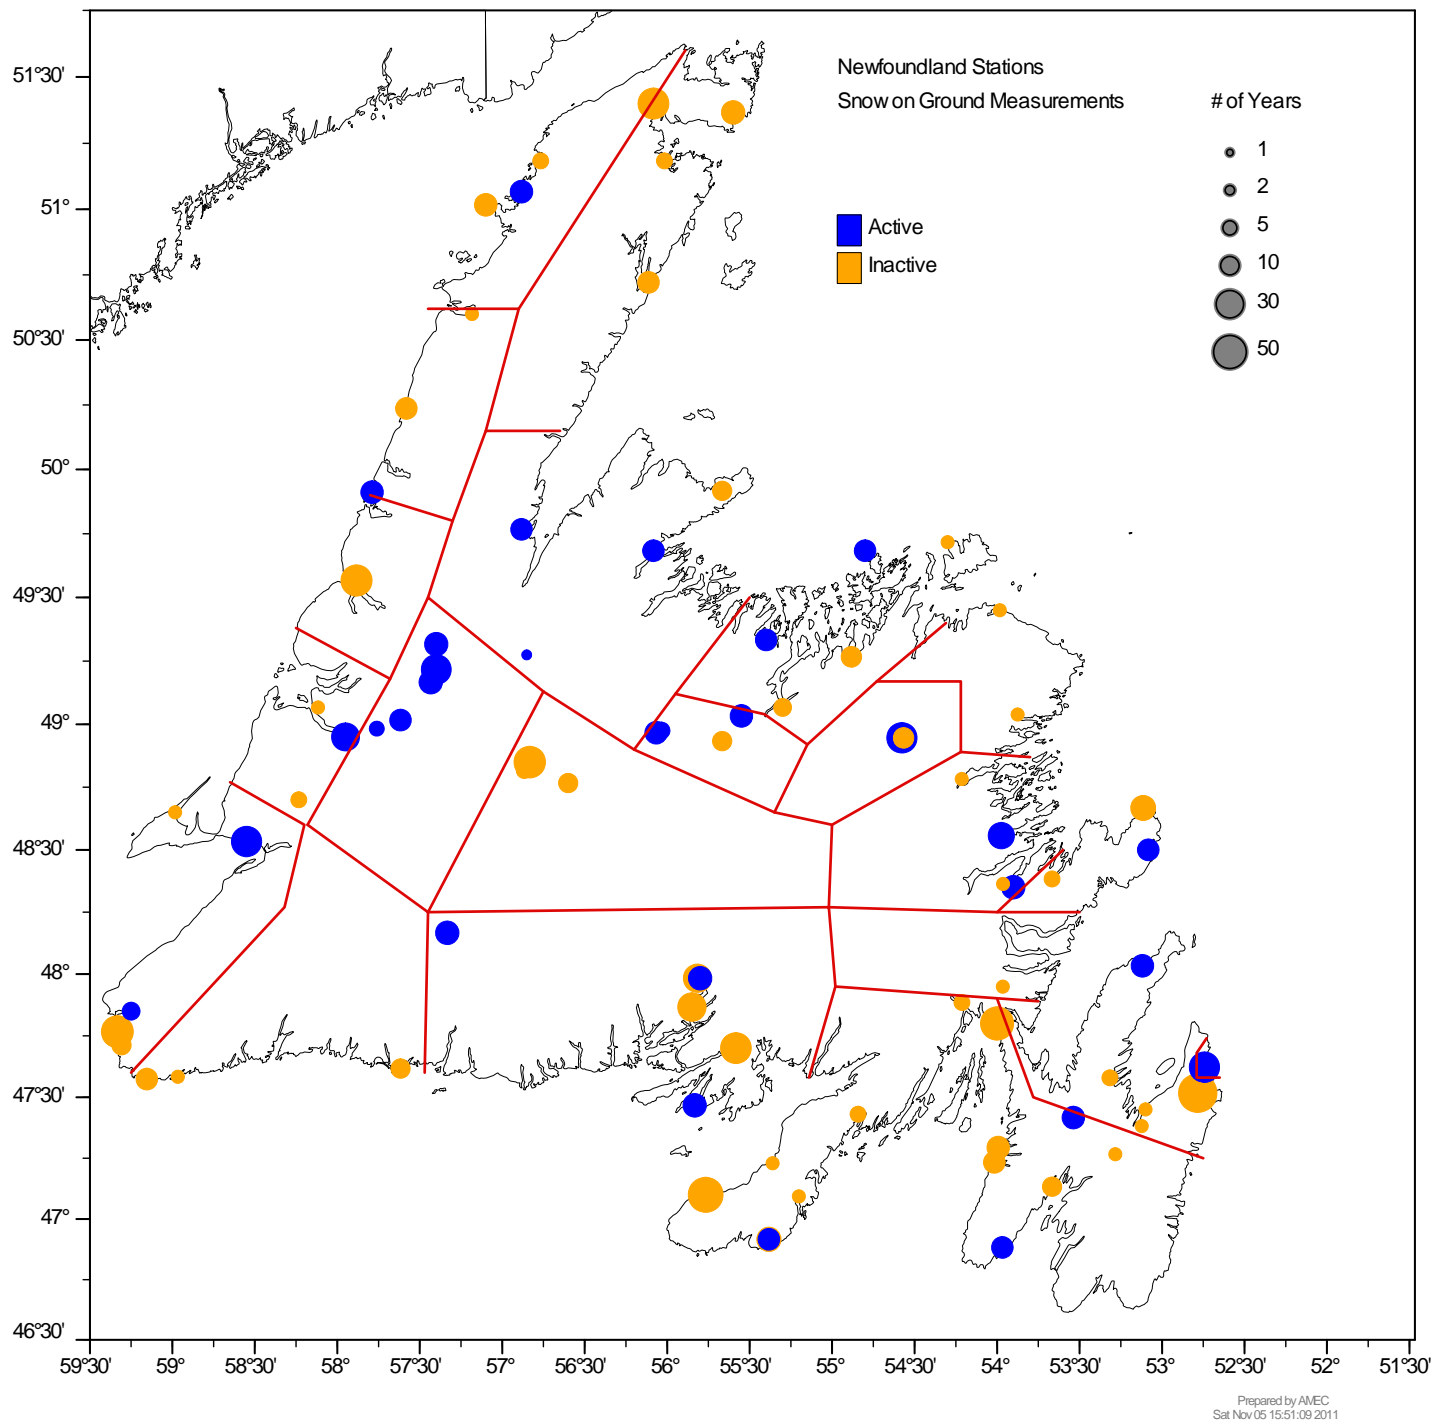 Newfoundland Stations
Snow on Ground Measurements
# of Years
1
2
5
10
30
50
Active
Inactive
51°30'
51°
50°30'
50°
49°30'
49°
48°30'
48°
47°30'
47°
46°30'
59°30' 59° 58°30' 58° 57°30' 57° 56°30' 56° 55°30' 55° 54°30' 54° 53°30' 53° 52°30' 52° 51°30'
Prepared by AMEC
Sat Nov 05 15:51:09 2011